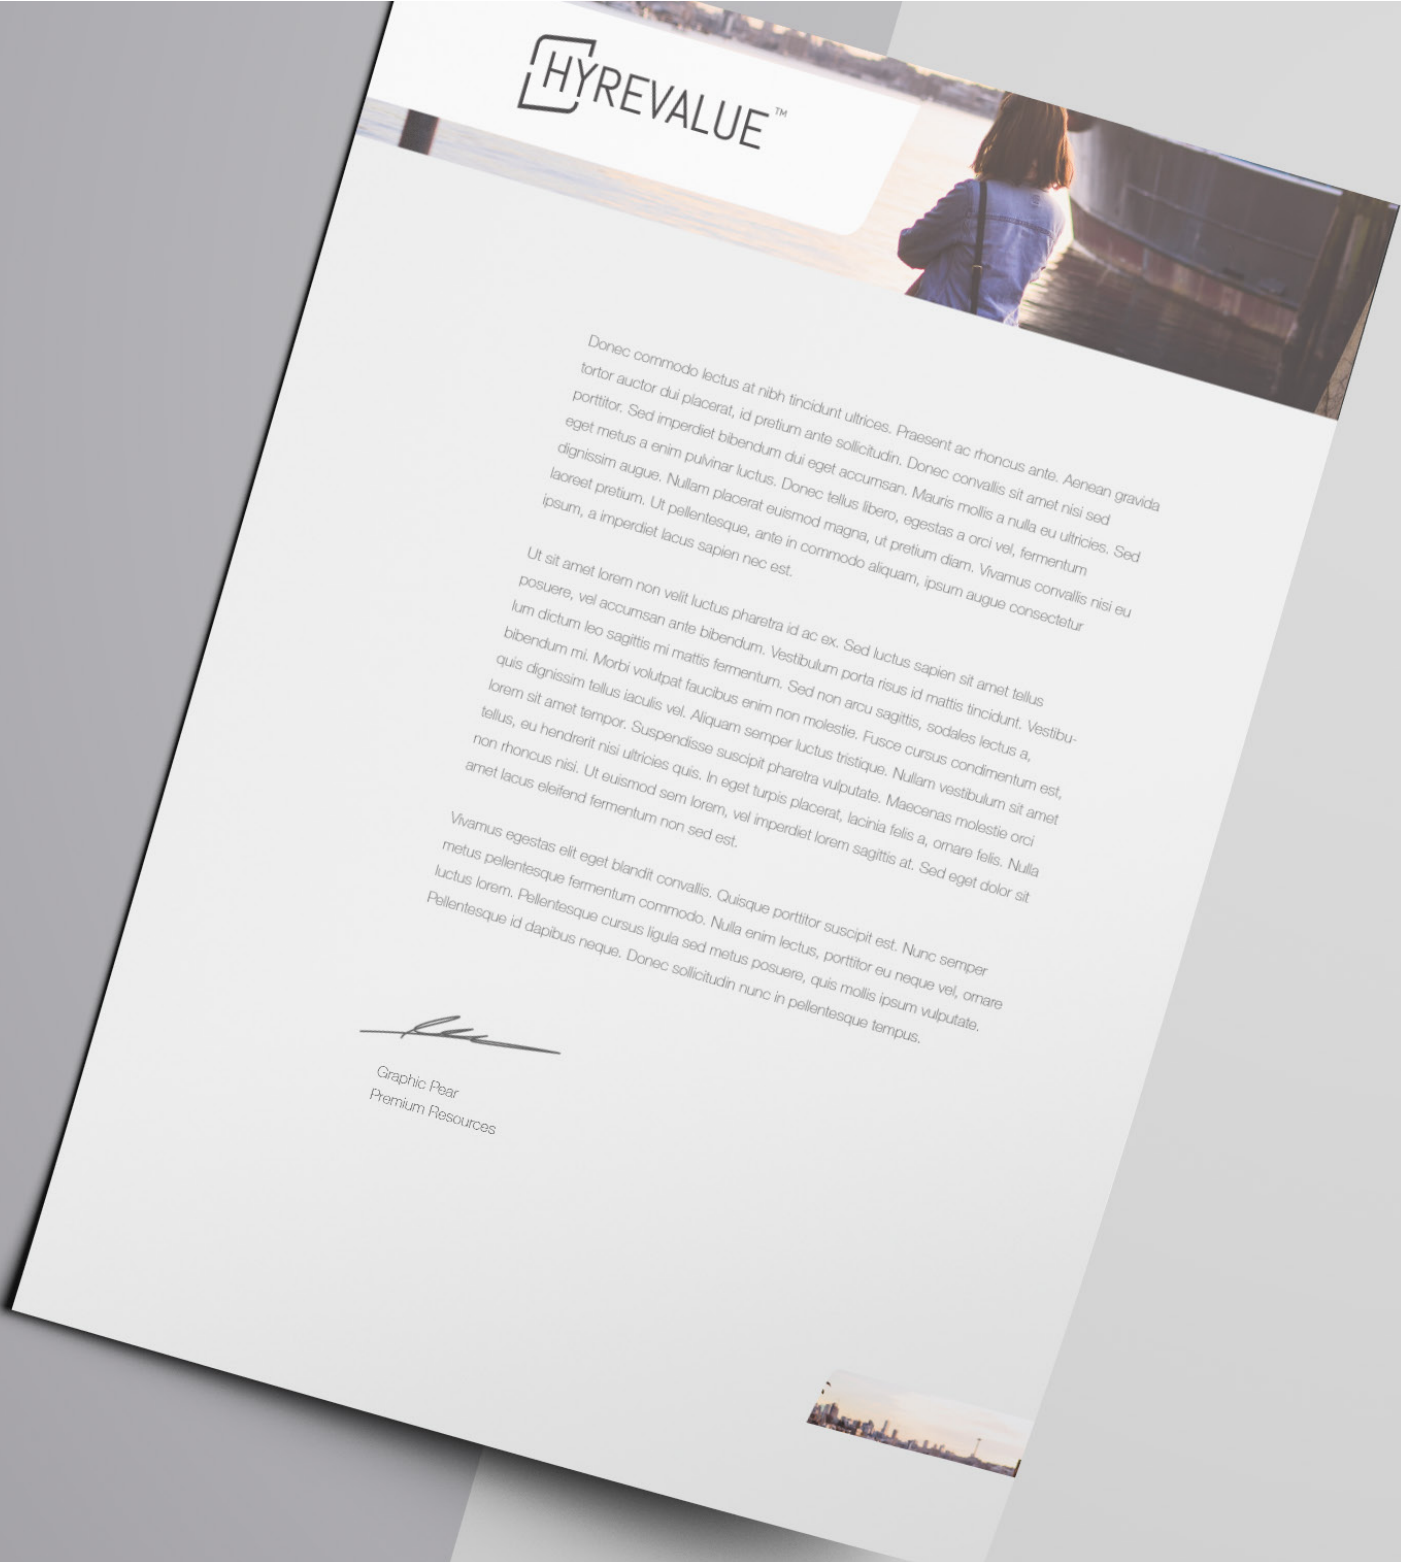 HYREVALUE™
Donec commodo lectus at nibh tincidunt ultrices. Praesent ac rhoncus ante. Aenean gravida
tortor auctor dui placerat, id pretium ante sollicitudin. Donec convallis sit amet nisi sed
porttitor. Sed imperdiet bibendum dui eget accumsan. Mauris mollis a nulla eu ultricies. Sed
eget metus a enim pulvinar luctus. Donec tellus libero, egestas a orci vel, fermentum
dignissim augue. Nullam placerat euismod magna, ut pretium diam. Vivamus convallis nisi eu
laoreet pretium. Ut pellentesque, ante in commodo aliquam, ipsum augue consectetur
ipsum, a imperdiet lacus sapien nec est.
Ut sit amet lorem non velit luctus pharetra id ac ex. Sed luctus sapien sit amet tellus
posuere, vel accumsan ante bibendum. Vestibulum porta risus id mattis tincidunt. Vestibu-
lum dictum leo sagittis mi mattis fermentum. Sed non arcu sagittis, sodales lectus a,
bibendum mi. Morbi volutpat faucibus enim non molestie. Fusce cursus condimentum est,
quis dignissim tellus iaculis vel. Aliquam semper luctus tristique. Nullam vestibulum sit amet
lorem sit amet tempor. Suspendisse suscipit pharetra vulputate. Maecenas molestie orci
tellus, eu hendrerit nisi ultricies quis. In eget turpis placerat, lacinia felis a, ornare felis. Nulla
non rhoncus nisi. Ut euismod sem lorem, vel imperdiet lorem sagittis at. Sed eget dolor sit
amet lacus eleifend fermentum non sed est.
Vivamus egestas elit eget blandit convallis. Quisque porttitor suscipit est. Nunc semper
metus pellentesque fermentum commodo. Nulla enim lectus, porttitor eu neque vel, ornare
luctus lorem. Pellentesque cursus ligula sed metus posuere, quis mollis ipsum vulputate.
Pellentesque id dapibus neque. Donec sollicitudin nunc in pellentesque tempus.
Graphic Pear
Premium Resources